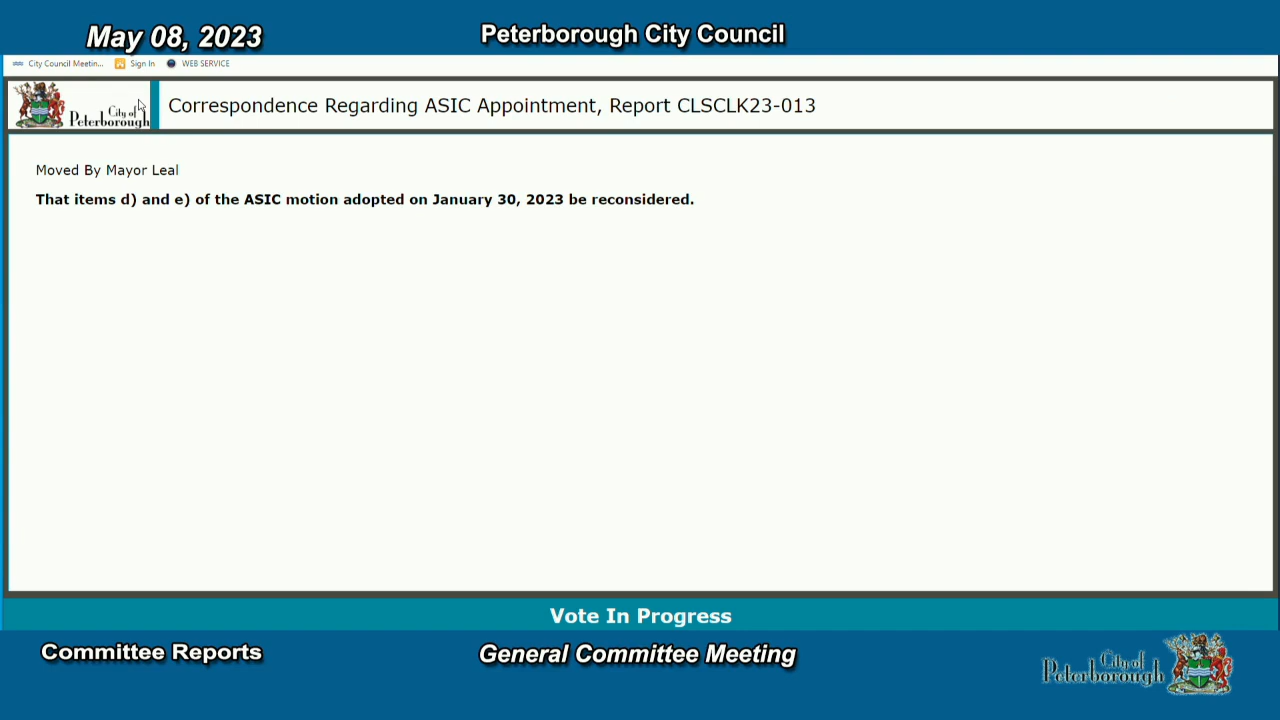 May 08, 2023
Peterborough City Council
City Council Meetin...
Sign In
WEB SERVICE
City of
Peterborough
Correspondence Regarding ASIC Appointment, Report CLSCLK23-013
Moved By Mayor Leal
That items d) and e) of the ASIC motion adopted on January 30, 2023 be reconsidered.
Vote In Progress
Committee Reports
General Committee Meeting
City of
Peterborough